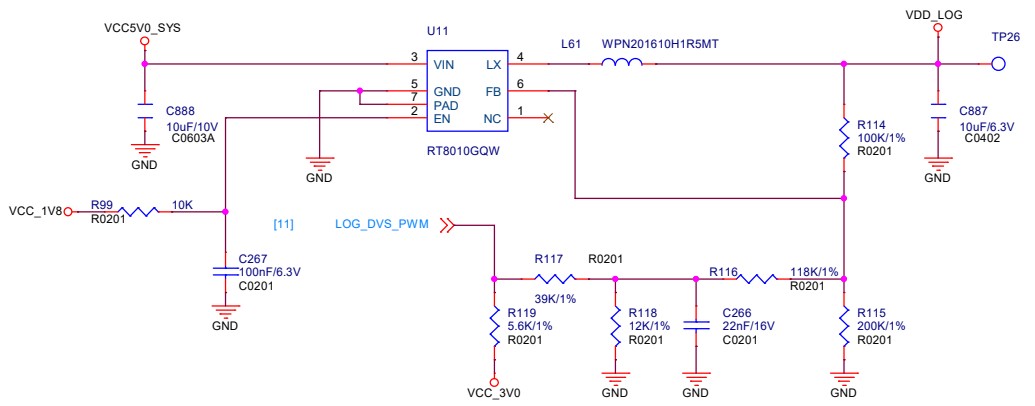 VCC5V0_SYS
VDD_LOG
U11
L61 WPN201610H1R5MT
TP26
3 VIN LX 4
5 GND FB 6
7 PAD
2 EN NC 1
RT8010GQW
C888
10uF/10V
C0603A
GND
GND
R114
100K/1%
R0201
C887
10uF/6.3V
C0402
GND
VCC_1V8 R99 10K
R0201
[11] LOG_DVS_PWM
C267
100nF/6.3V
C0201
GND
R117 R0201
39K/1%
R116 118K/1%
R0201
R119
5.6K/1%
R0201
R118
12K/1%
R0201
C266
22nF/16V
C0201
R115
200K/1%
R0201
GND
GND
GND
VCC_3V0